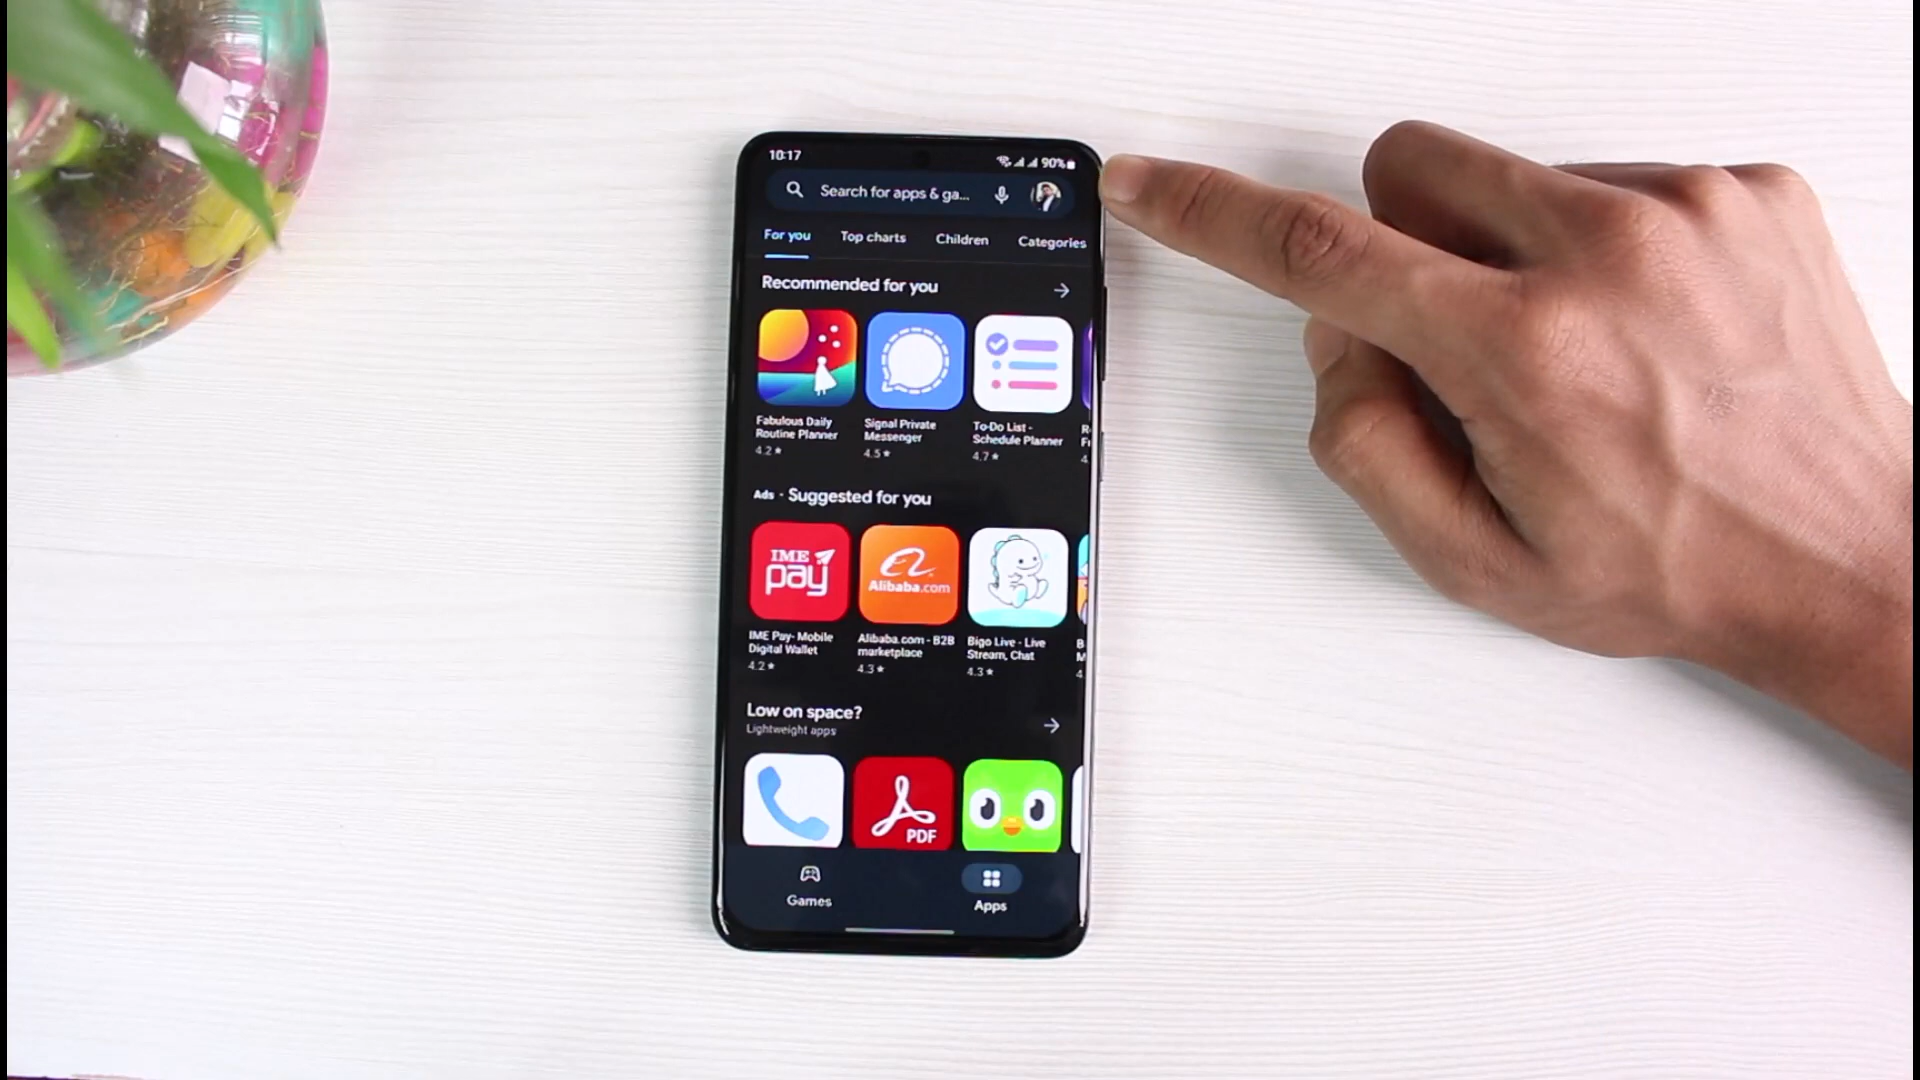 10:17
90%
Search for apps & ga...
For you Top charts Children Categories
Recommended for you
Fabulous Daily
Routine Planner
4.2 ★
Signal Private
Messenger
4.5 ★
To-Do List -
Schedule Planner
4.7 ★
Ads · Suggested for you
IME
pay
Alibaba.com
IME Pay- Mobile
Digital Wallet
4.2 ★
Alibaba.com - B2B
marketplace
4.3 ★
Bigo Live - Live
Stream, Chat
4.3 ★
Low on space?
Lightweight apps
PDF
Games
Apps